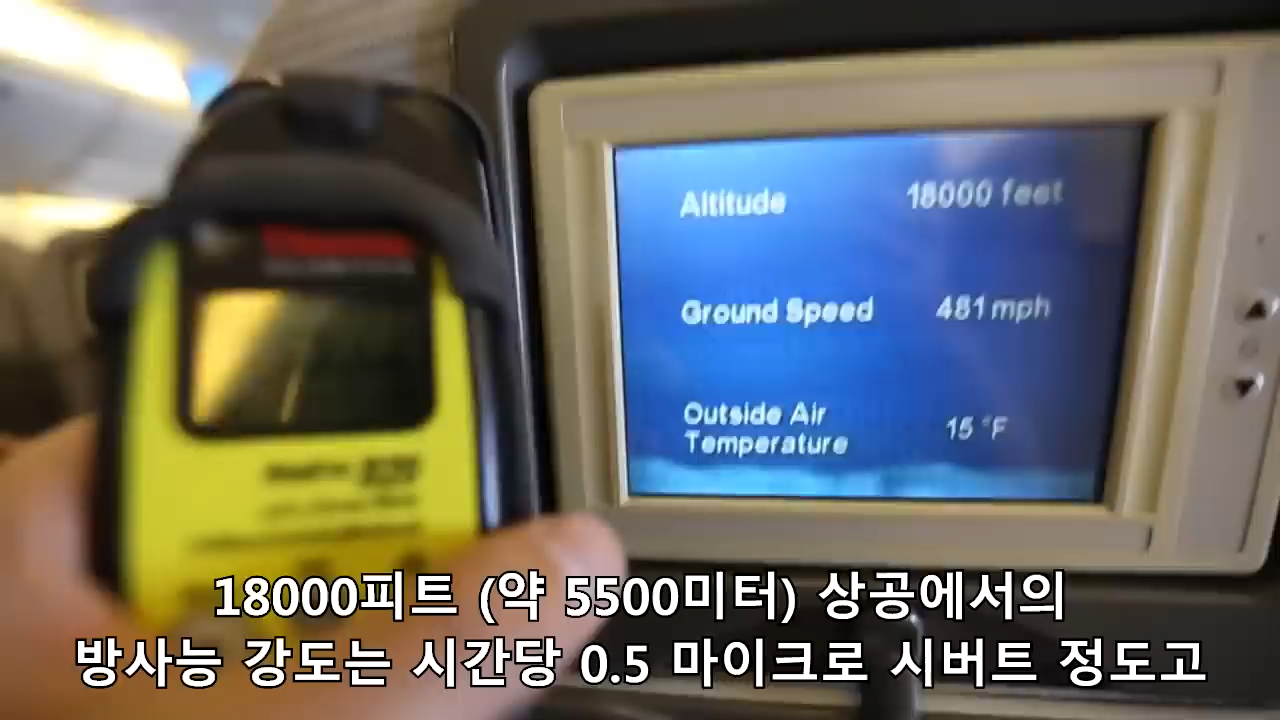 Altitude 18000 feet
Ground Speed 481 mph
Outside Air
Temperature 15 °F
18000피트 (약 5500미터) 상공에서의
방사능 강도는 시간당 0.5 마이크로 시버트 정도고